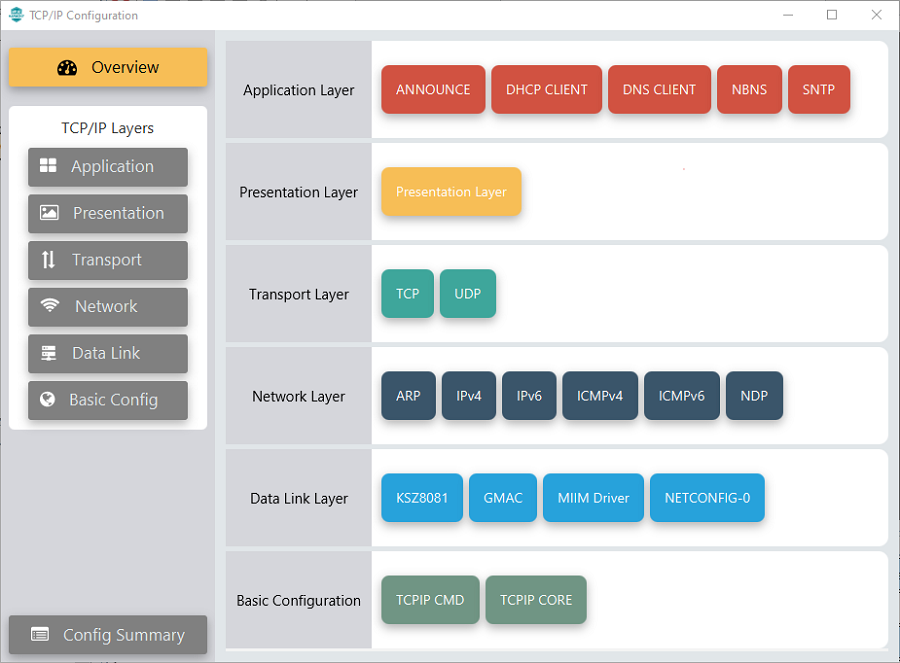 TCP/IP Configuration
Overview
TCP/IP Layers
Application
Presentation
Transport
Network
Data Link
Basic Config
Config Summary
Application Layer
ANNOUNCE
DHCP CLIENT
DNS CLIENT
NBNS
SNTP
Presentation Layer
Presentation Layer
Transport Layer
TCP
UDP
Network Layer
ARP
IPv4
IPv6
ICMPv4
ICMPv6
NDP
Data Link Layer
KSZ8081
GMAC
MIIM Driver
NETCONFIG-0
Basic Configuration
TCPIP CMD
TCPIP CORE